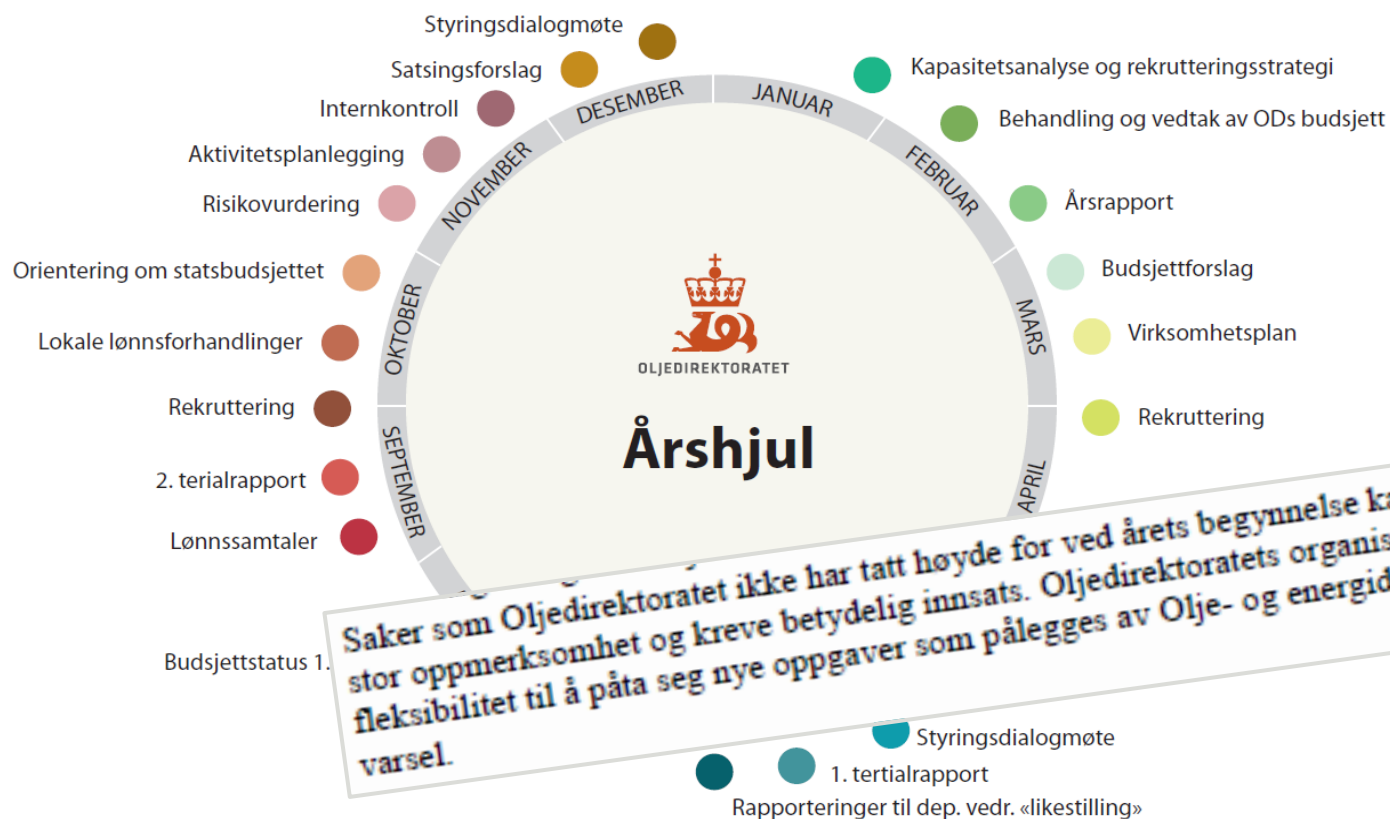 Styringsdialogmøte
Satsingsforslag
Internkontroll
Aktivitetsplanlegging
Risikovurdering
Orientering om statsbudsjettet
Lokale lønnsforhandlinger
Rekruttering
2. terialrapport
Lønnssamtaler
Budsjettstatus 1.
DESEMBER
JANUAR
NOVEMBER
FEBRUAR
OKTOBER
MARS
SEPTEMBER
APRIL
Kapasitetsanalyse og rekrutteringsstrategi
Behandling og vedtak av ODs budsjett
Årsrapport
Budsjettforslag
Virksomhetsplan
Rekruttering
OLJEDIREKTORATET
Årshjul
Saker som Oljedirektoratet ikke har tatt høyde for ved årets begynnelse
stor oppmerksomhet og kreve betydelig innsats. Oljedirektoratets
fleksibilitet til å påta seg nye oppgaver som pålegges av Olje- og
varsel.
Styringsdialogmøte
1. tertialrapport
Rapporteringer til dep. vedr. «likestilling»